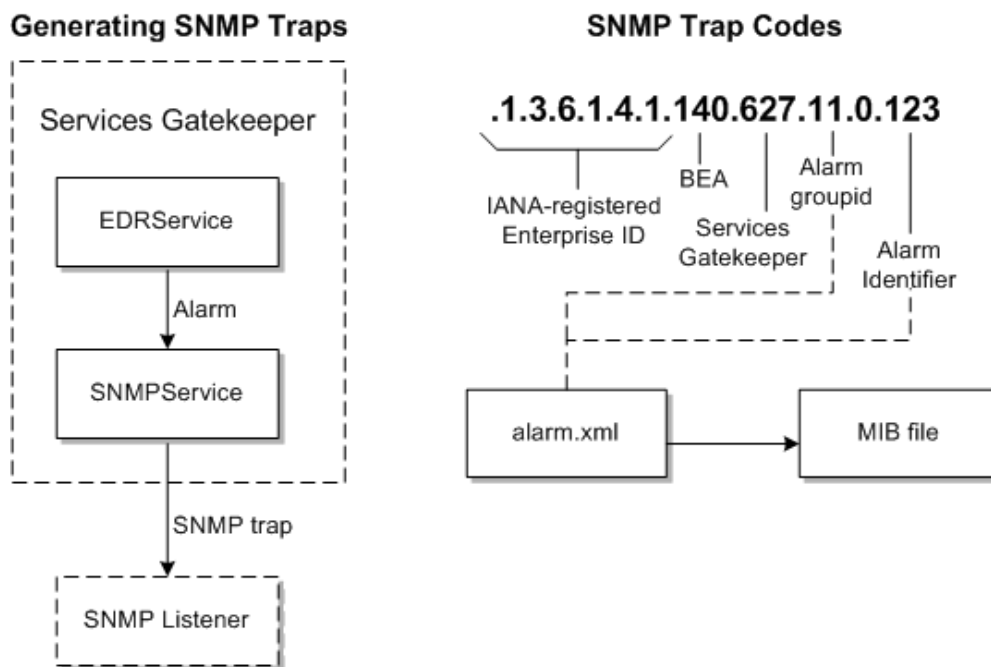 Generating SNMP Traps
Services Gatekeeper
EDRService
Alarm
SNMPService
SNMP trap
SNMP Listener
SNMP Trap Codes
.1.3.6.1.4.1.140.627.11.0.123
IANA-registered
Enterprise ID
BEA
Services
Gatekeeper
Alarm
groupid
Alarm
Identifier
alarm.xml
MIB file